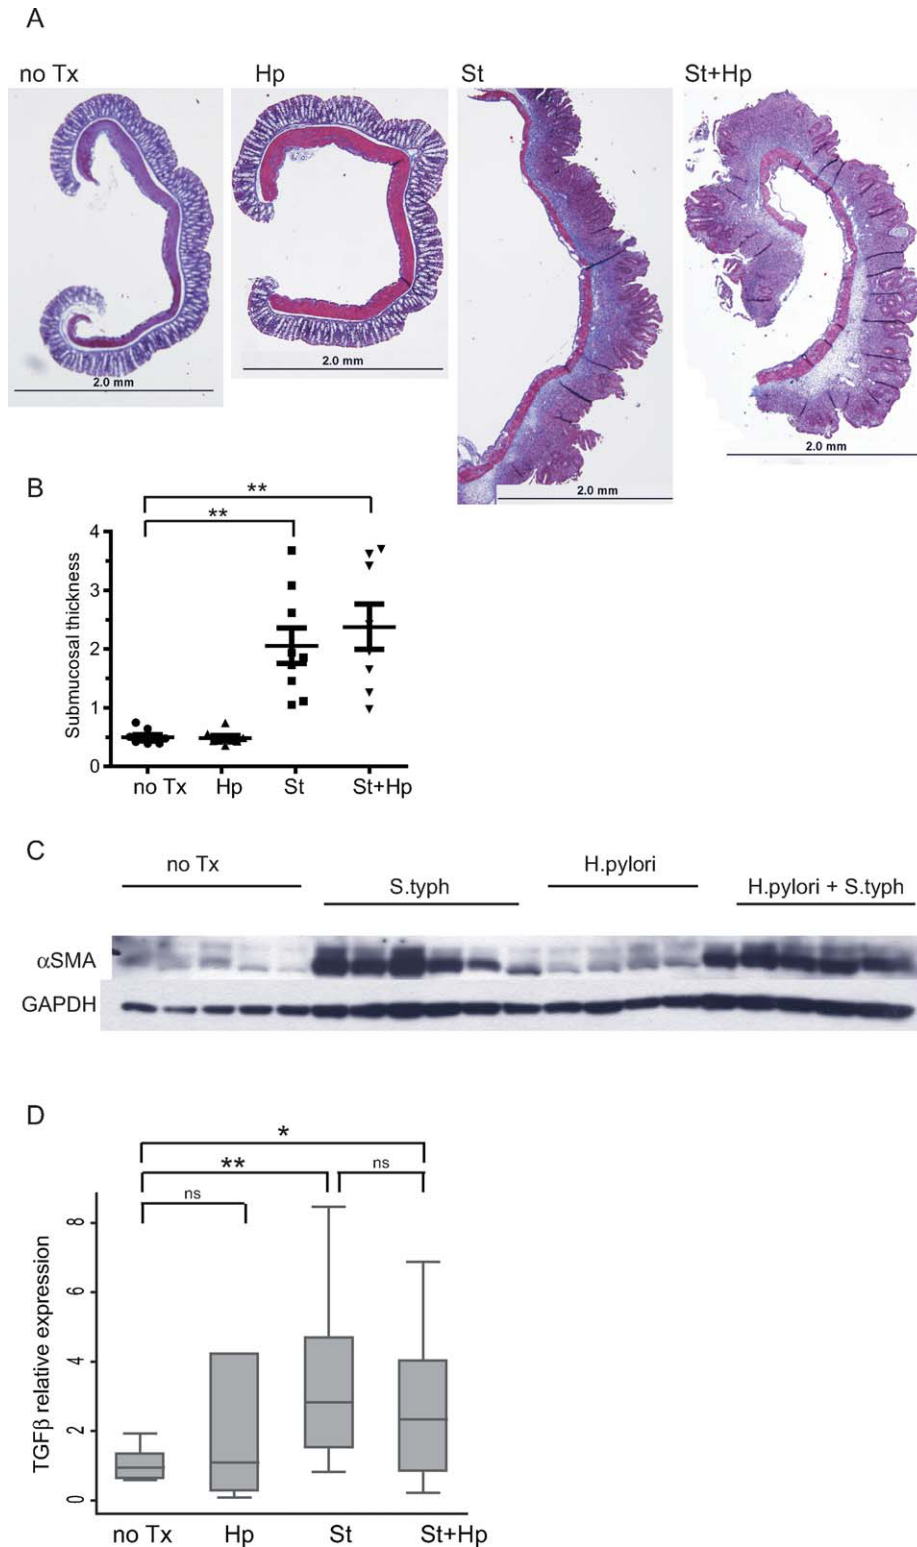 A
no Tx Hp St St+Hp
2.0 mm 2.0 mm 2.0 mm 2.0 mm
B
**
**
Submucosal thickness
4
3
2
1
0
no Tx Hp St St+Hp
C
no Tx S.typh H.pylori H.pylori + S.typh
αSMA
GAPDH
D
*
** ns
ns
TGFβ relative expression
8
6
4
2
0
no Tx Hp St St+Hp